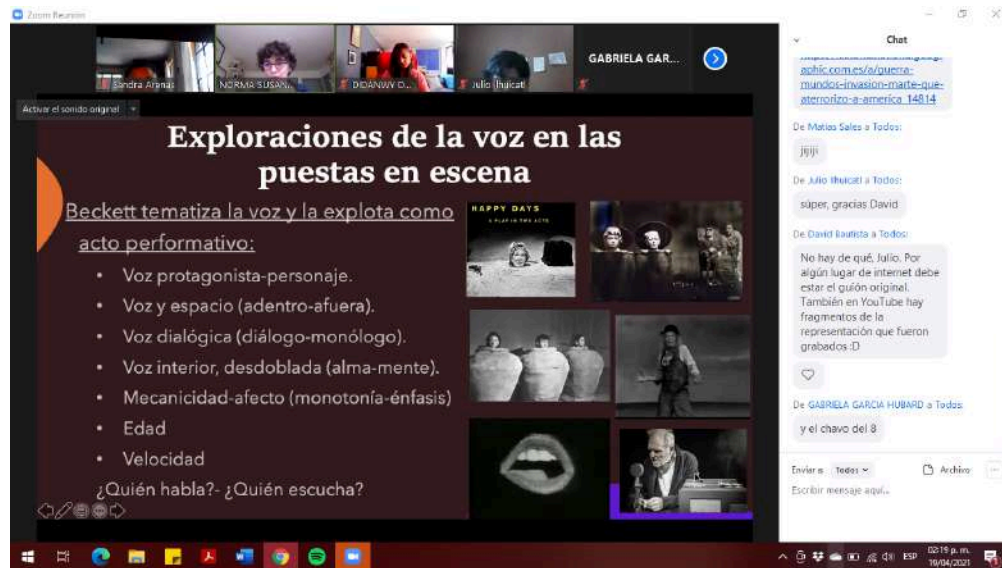 Zoom Reunión
Sandra Aranas
NORMA SUSAN...
DIDANWY D...
Julio Ilhuicatl
GABRIELA GAR...
Activar el sonido original
Exploraciones de la voz en las
puestas en escena
Beckett tematiza la voz y la explota como
acto performativo:
• Voz protagonista-personaje.
• Voz y espacio (adentro-afuera).
• Voz dialógica (diálogo-monólogo).
• Voz interior, desdoblada (alma-mente).
• Mecanicidad-afecto (monotonía-énfasis)
• Edad
• Velocidad
¿Quién habla?- ¿Quién escucha?
HAPPY DAYS
A PLAY IN TWO ACTS
Chat
aphic.com.es/a/guerra-
mundos-invasion-marte-que-
aterrorizo-a-america_14814
De Matias Sales a Todos:
jijiji
De Julio Ilhuicatl a Todos:
súper, gracias David
De David Bautista a Todos:
No hay de qué, Julio. Por
algún lugar de internet debe
estar el guión original.
También en YouTube hay
fragmentos de la
representación que fueron
grabados :D
De GABRIELA GARCIA HUBARD a Todos:
y el chavo del 8
Enviar a: Todos
Archivo
Escribir mensaje aquí...
ESP
02:19 p. m.
19/04/2021